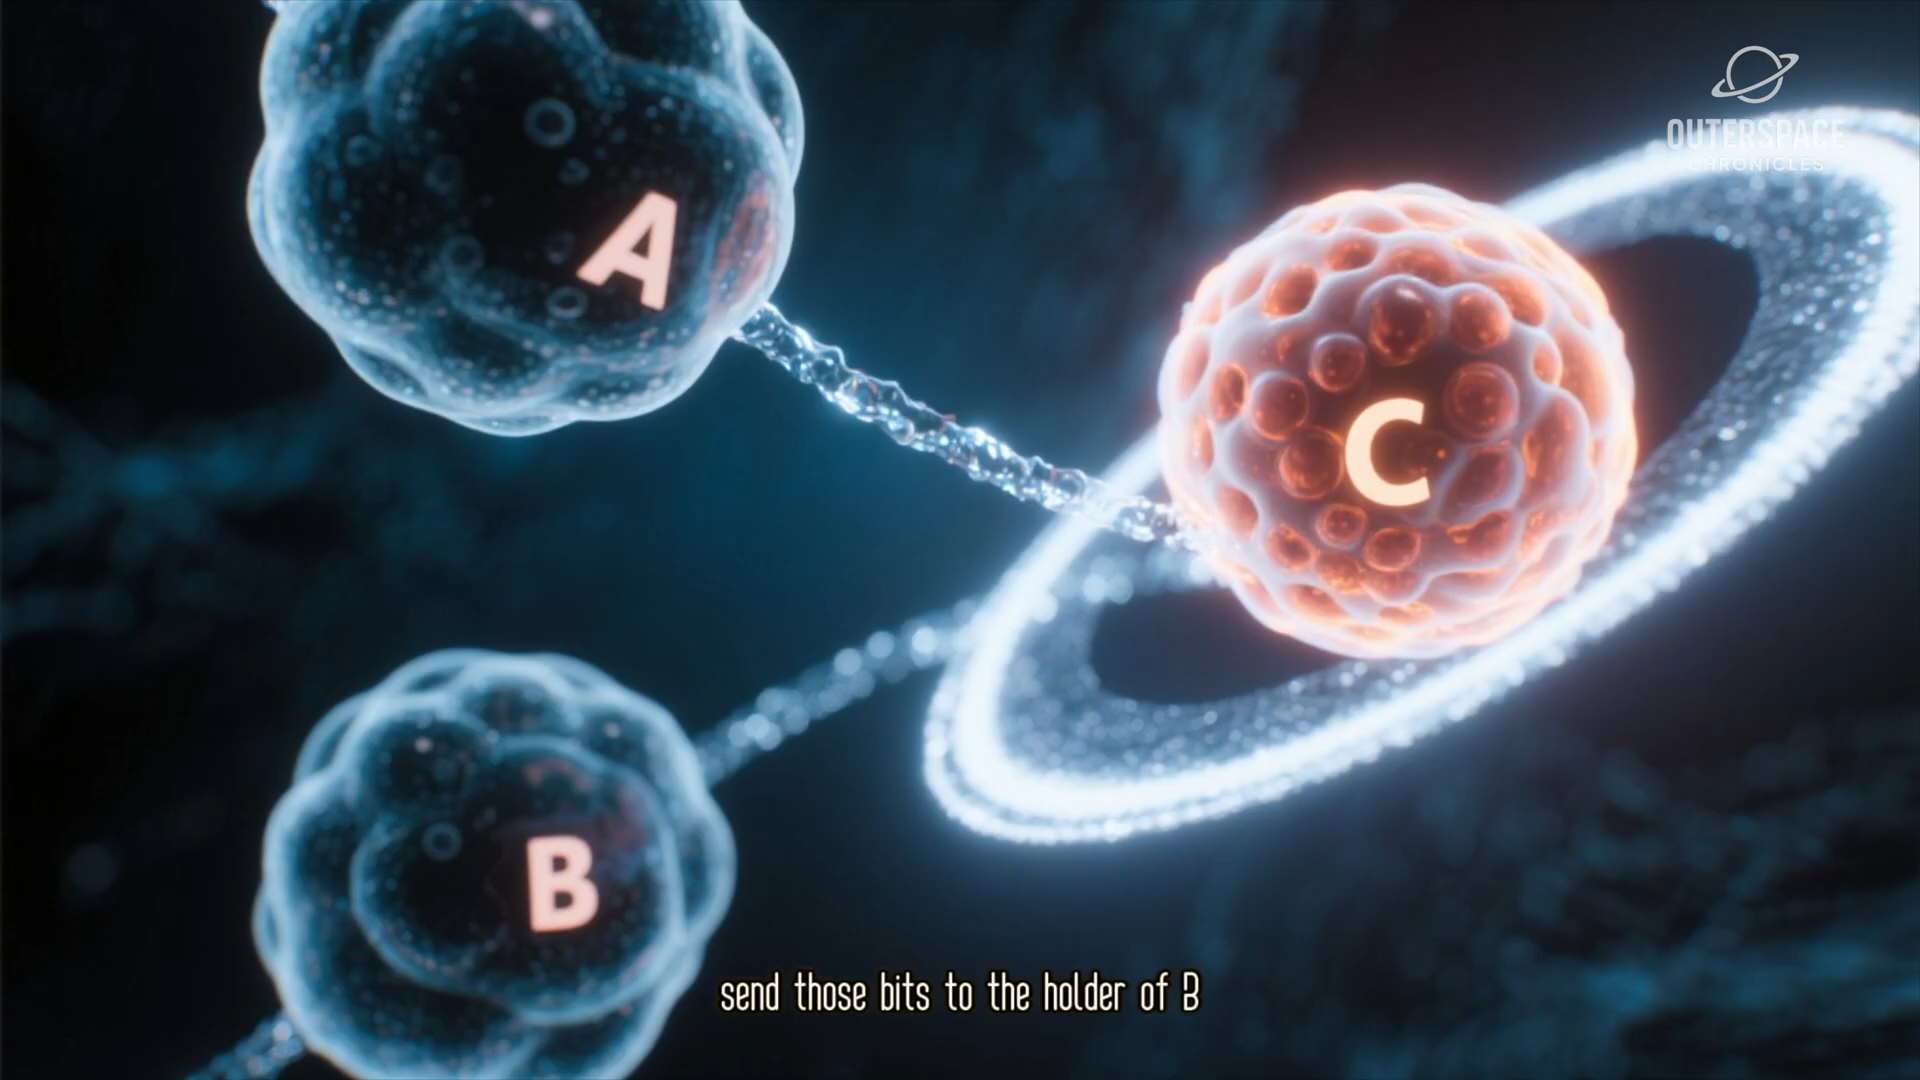 OUTERSPACE
CHRONICLES
A
C
B
send those bits to the holder of B